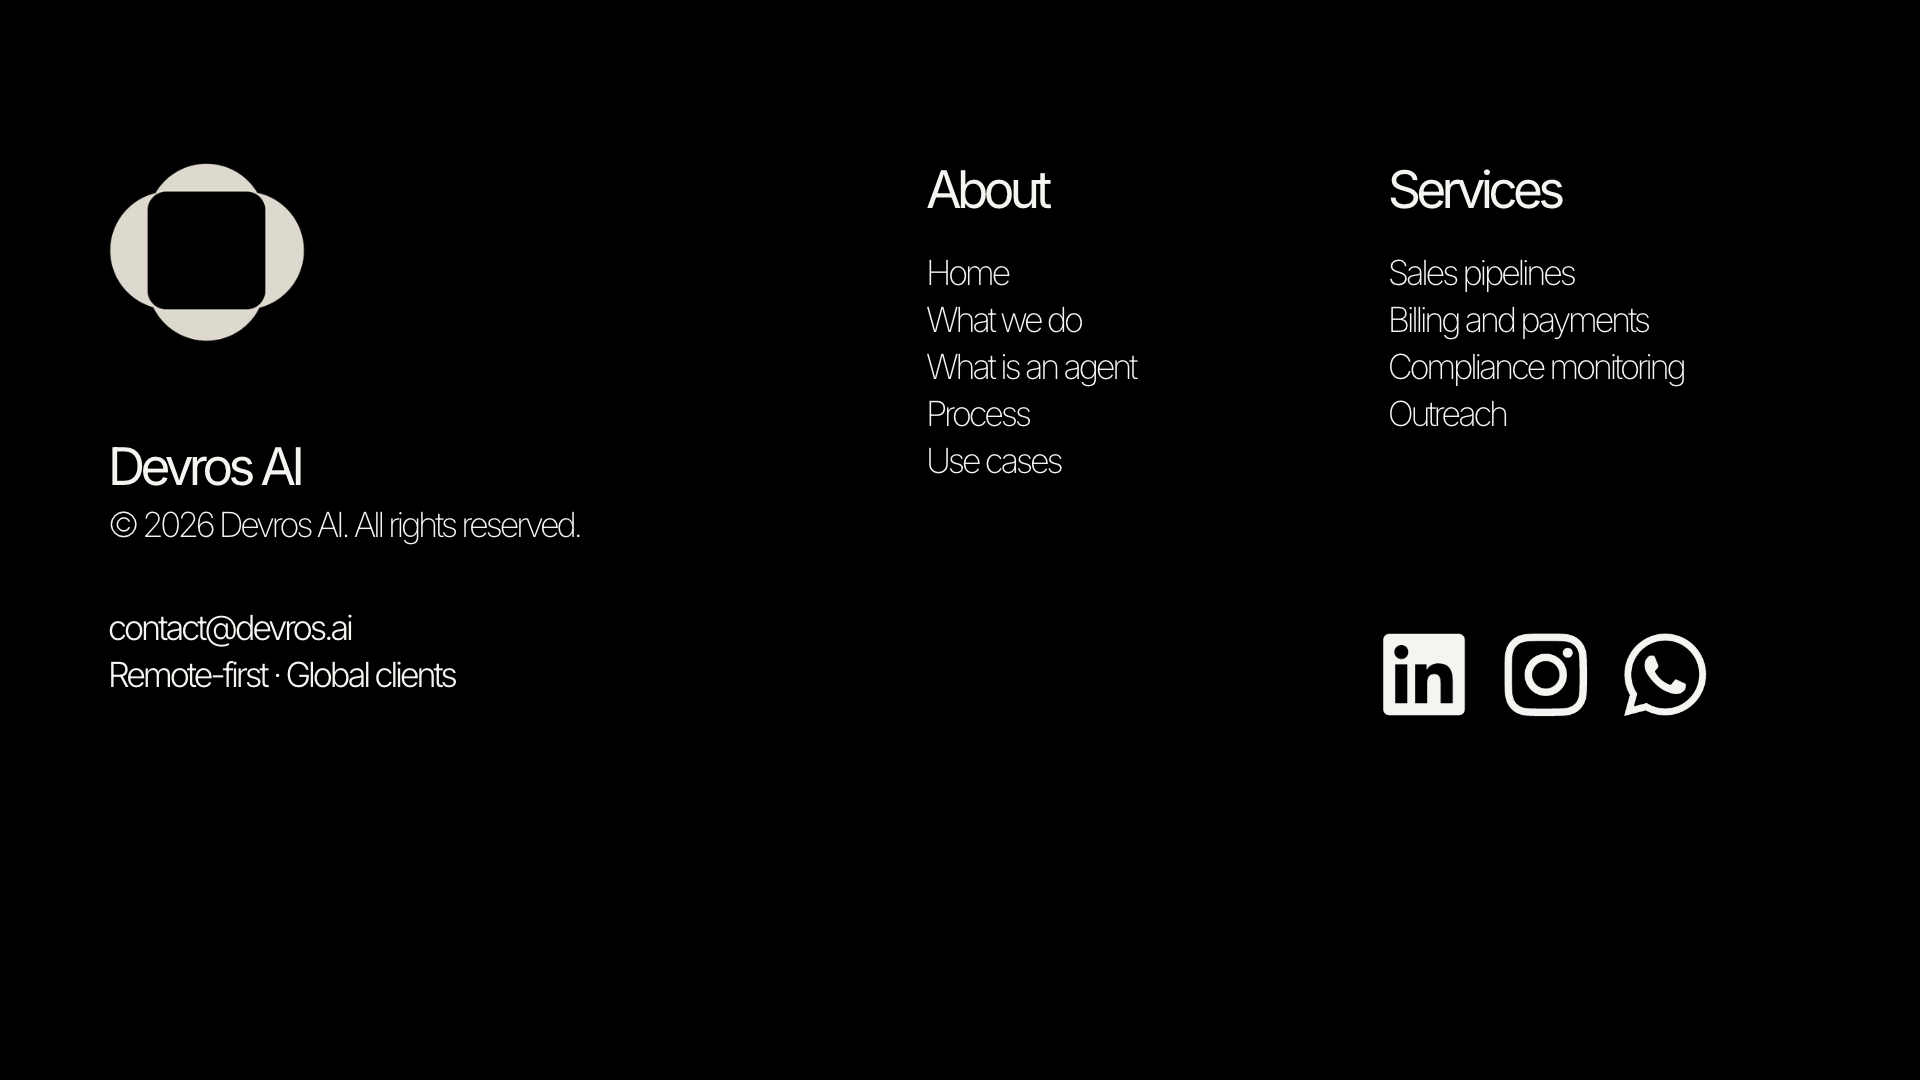 Devros AI
© 2026 Devros AI. All rights reserved.
contact@devros.ai
Remote-first · Global clients
About
Home
What we do
What is an agent
Process
Use cases
Services
Sales pipelines
Billing and payments
Compliance monitoring
Outreach
in